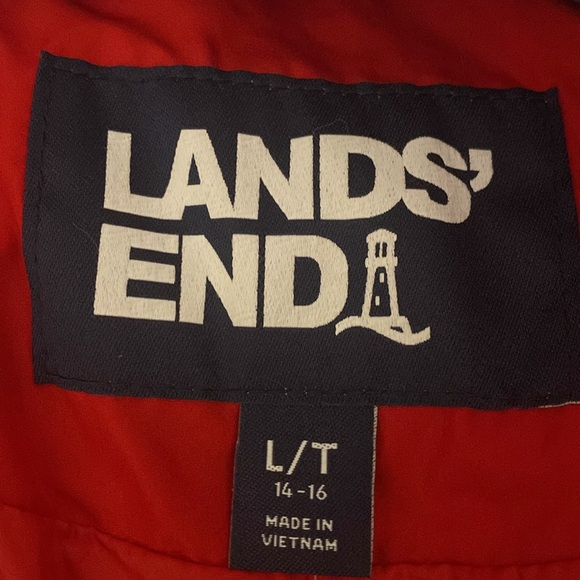 LANDS'
END
L/T
14-16
MADE IN
VIETNAM